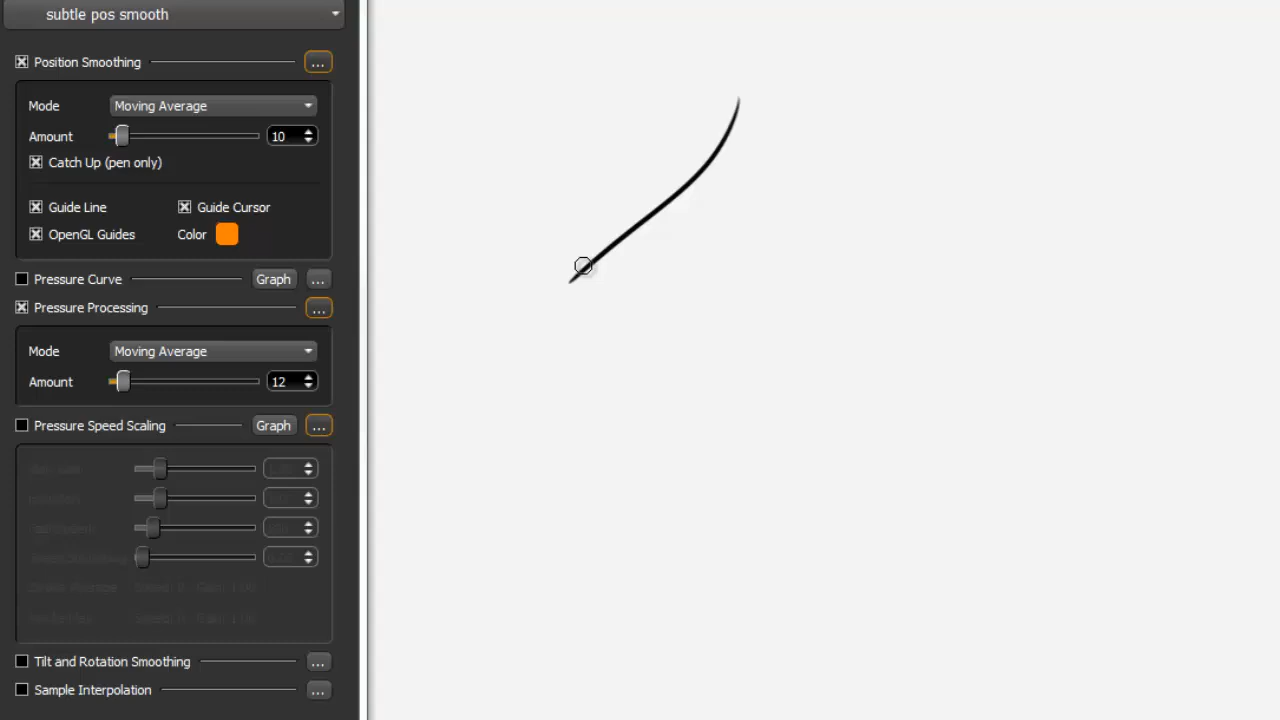 subtle pos smooth
Position Smoothing ...
Mode Moving Average
Amount 10
Catch Up (pen only)
Guide Line Guide Cursor
OpenGL Guides Color
Pressure Curve Graph ...
Pressure Processing ...
Mode Moving Average
Amount 12
Pressure Speed Scaling Graph ...
Tilt and Rotation Smoothing ...
Sample Interpolation ...